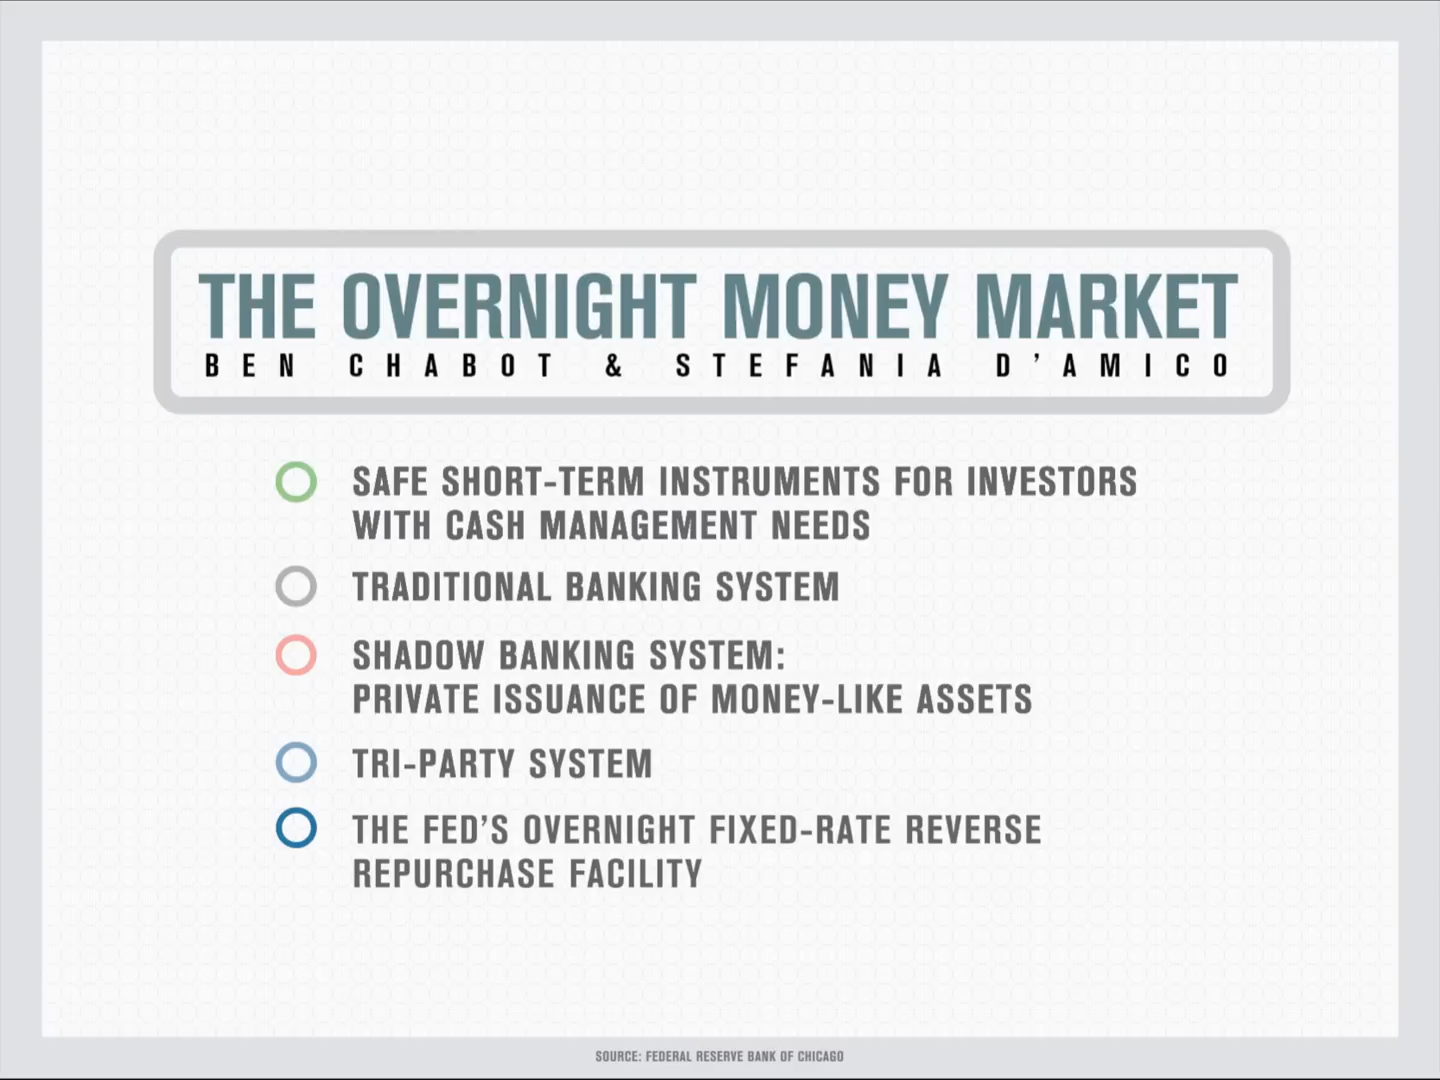 THE OVERNIGHT MONEY MARKET
BEN CHABOT & STEFANIA D'AMICO
SAFE SHORT-TERM INSTRUMENTS FOR INVESTORS
WITH CASH MANAGEMENT NEEDS
TRADITIONAL BANKING SYSTEM
SHADOW BANKING SYSTEM:
PRIVATE ISSUANCE OF MONEY-LIKE ASSETS
TRI-PARTY SYSTEM
THE FED'S OVERNIGHT FIXED-RATE REVERSE
REPURCHASE FACILITY
SOURCE: FEDERAL RESERVE BANK OF CHICAGO